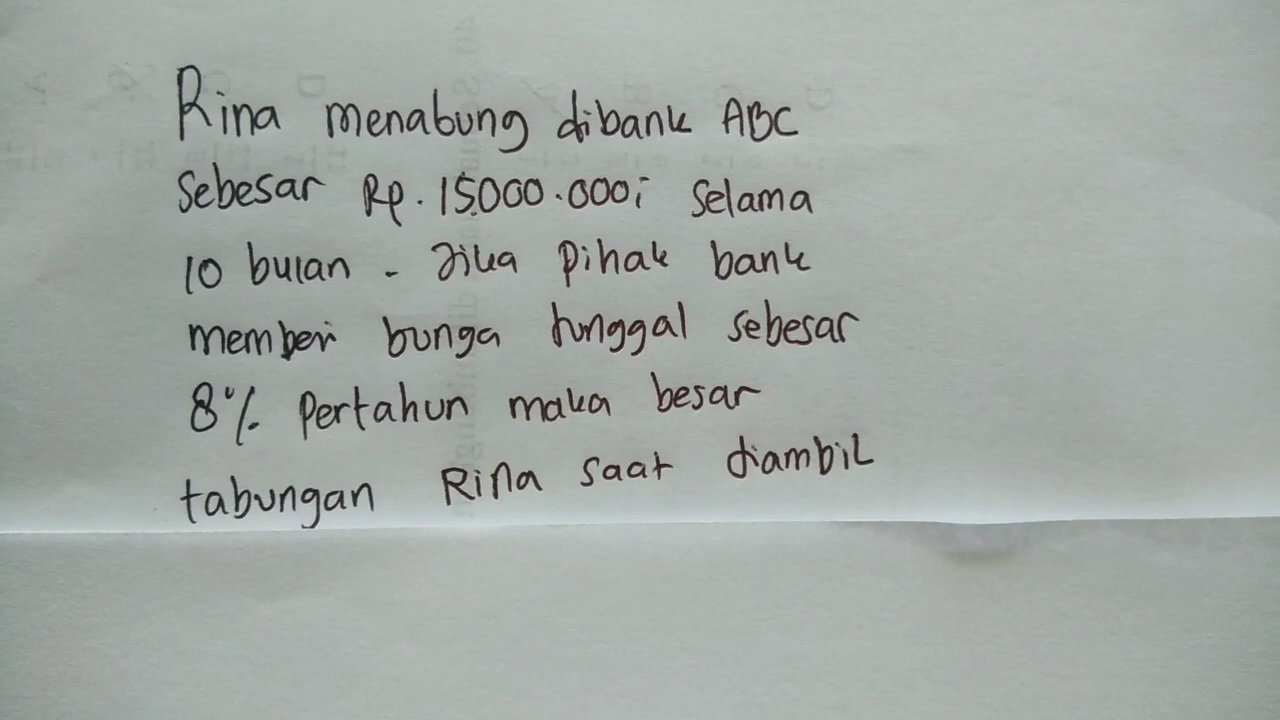 Rina menabung dibank ABC
Sebesar Rp. 15.000.000; Selama
10 bulan - Jika pihak bank
memberi bunga tunggal sebesar
8% pertahun maka besar
tabungan Rina saat diambil